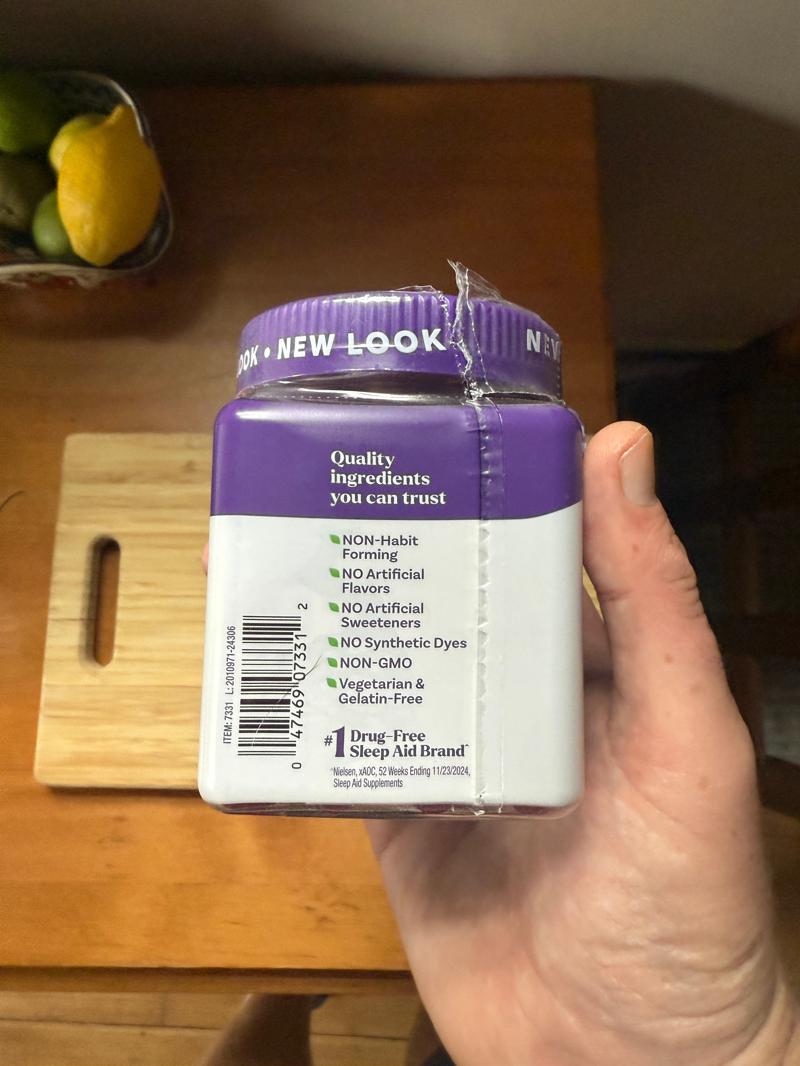 OOK • NEW LOOK
NEW
Quality
ingredients
you can trust
NON-Habit
Forming
NO Artificial
Flavors
NO Artificial
Sweeteners
NO Synthetic Dyes
NON-GMO
Vegetarian &
Gelatin-Free
#1 Drug-Free
Sleep Aid Brand^
^Nielsen, xAOC, 52 Weeks Ending 11/23/2024,
Sleep Aid Supplements
ITEM: 7331 L: 2010971-24306
0 47469 07331 2